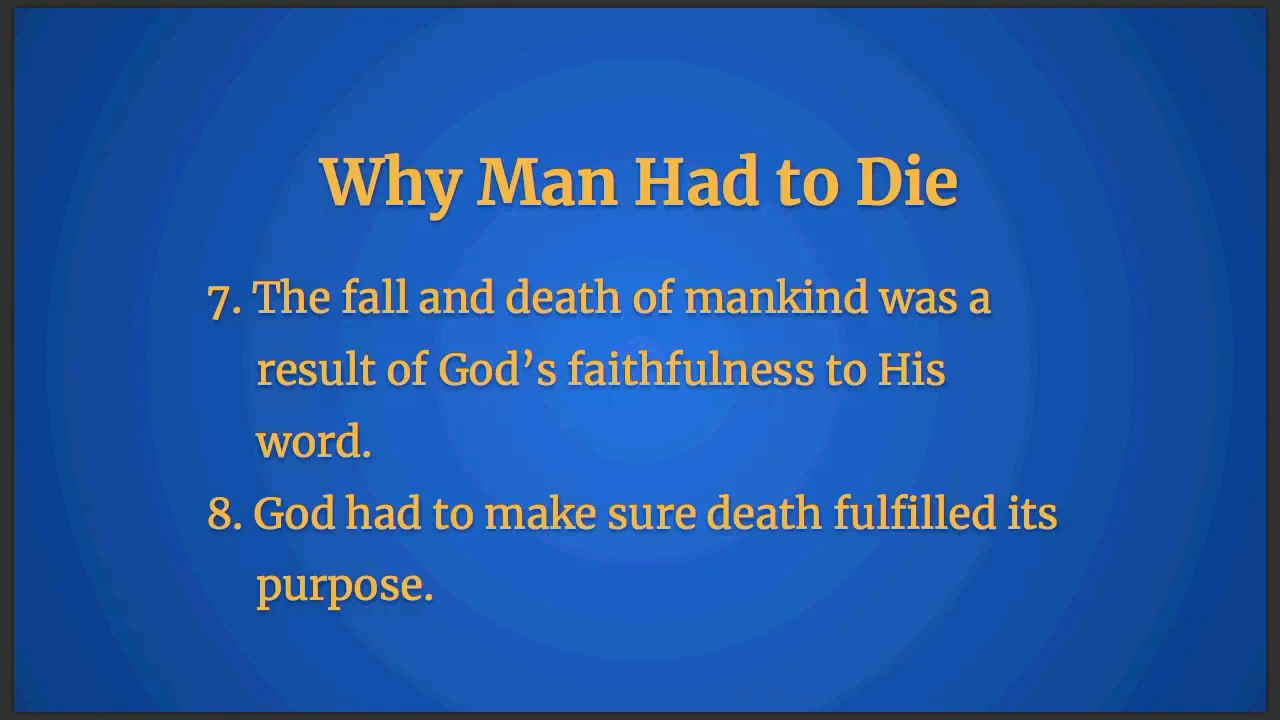 Why Man Had to Die
7. The fall and death of mankind was a
result of God’s faithfulness to His
word.
8. God had to make sure death fulfilled its
purpose.